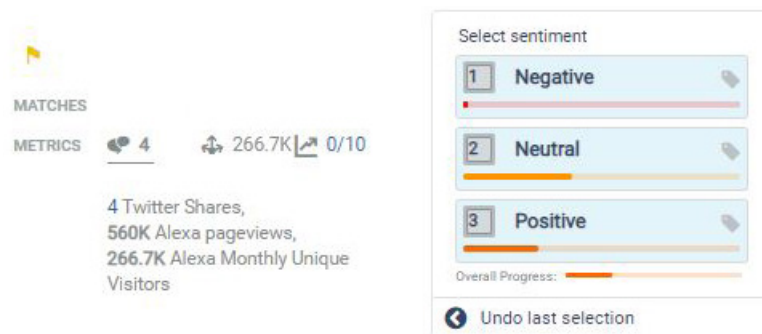 MATCHES
METRICS 4 266.7K 0/10
4 Twitter Shares,
560K Alexa pageviews,
266.7K Alexa Monthly Unique
Visitors
Select sentiment
1 Negative
2 Neutral
3 Positive
Overall Progress:
Undo last selection